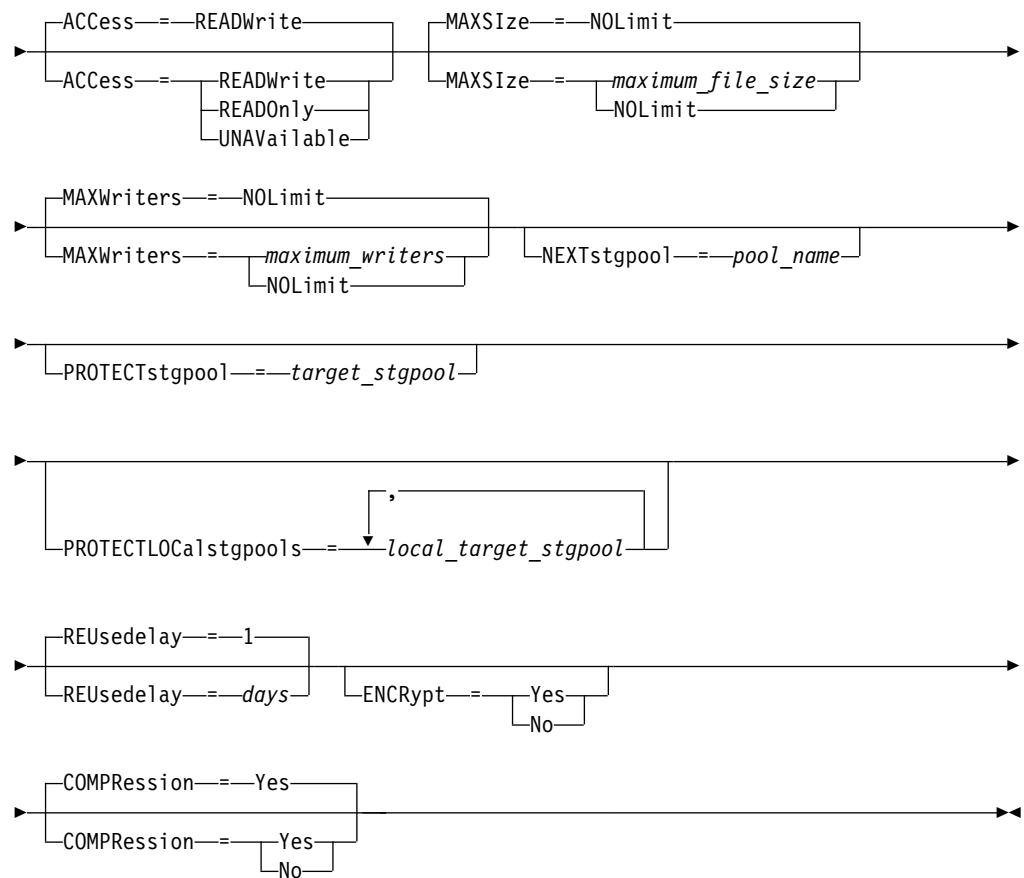 ACCess = READWrite
MAXSIze = NOLimit
ACCess = READWrite
READOnly
UNAVailable
MAXSIze = maximum_file_size
NOLimit
MAXWriters = NOLimit
MAXWriters = maximum_writers
NOLimit
NEXTstgpool = pool_name
PROTECTstgpool = target_stgpool
,
PROTECTLOCalstgpools = local_target_stgpool
REUsedelay = 1
REUsedelay = days
ENCRypt = Yes
No
COMPRession = Yes
COMPRession = Yes
No